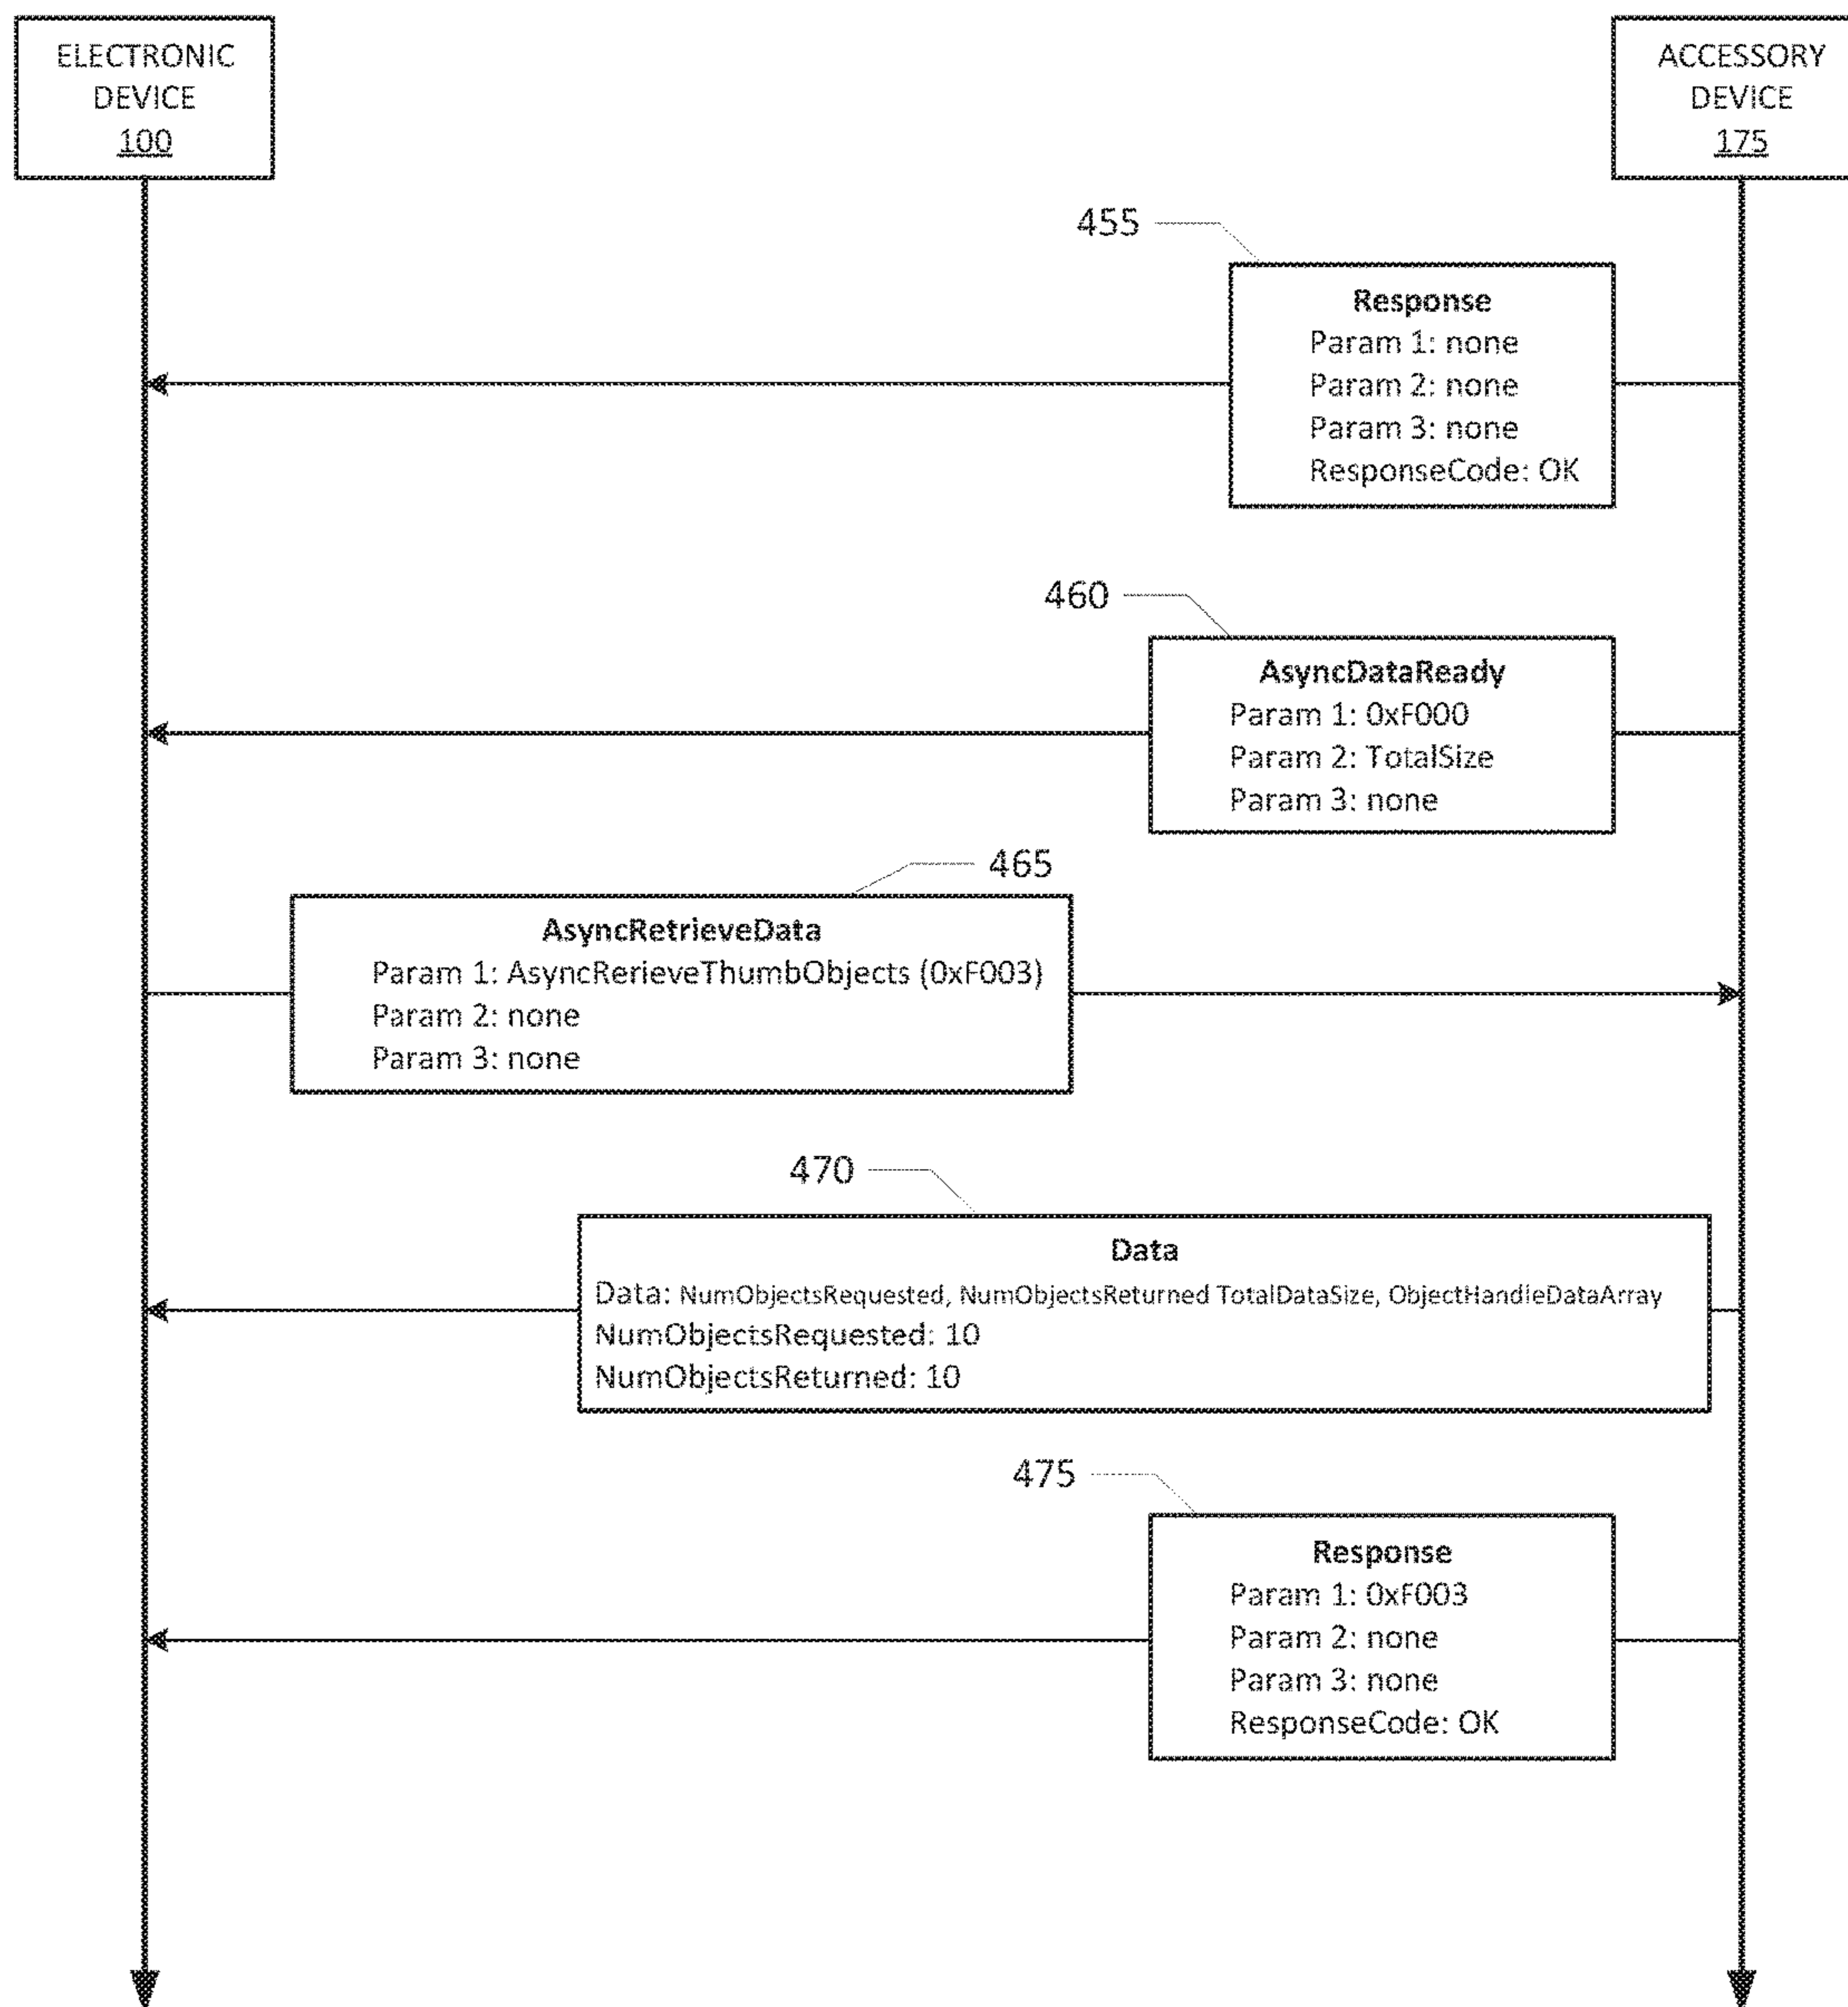 ELECTRONIC
DEVICE
100
ACCESSORY
DEVICE
175
455
Response
Param 1: none
Param 2: none
Param 3: none
ResponseCode: OK
460
AsyncDataReady
Param 1: 0xF000
Param 2: TotalSize
Param 3: none
465
AsyncRetrieveData
Param 1: AsyncRerieveThumbObjects (0xF003)
Param 2: none
Param 3: none
470
Data
Data: NumObjectsRequested, NumObjectsReturned TotalDataSize, ObjectHandleDataArray
NumObjectsRequested: 10
NumObjectsReturned: 10
475
Response
Param 1: 0xF003
Param 2: none
Param 3: none
ResponseCode: OK